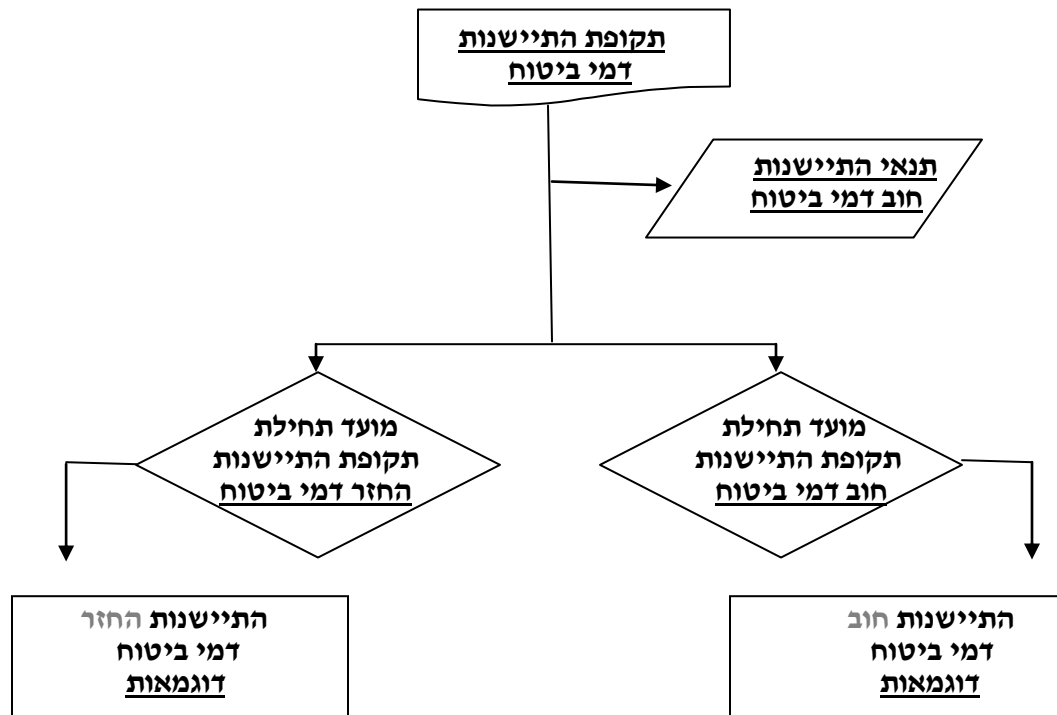 תקופת התיישנות
דמי ביטוח
תנאי התיישנות
חוב דמי ביטוח
מועד תחילת
תקופת התיישנות
חוב דמי ביטוח
מועד תחילת
תקופת התיישנות
החזר דמי ביטוח
התיישנות חוב
דמי ביטוח
דוגמאות
התיישנות החזר
דמי ביטוח
דוגמאות